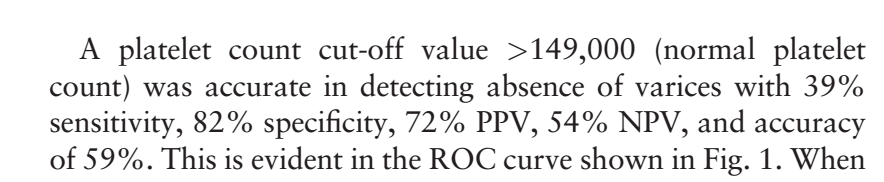 A platelet count cut-off value >149,000 (normal platelet
count) was accurate in detecting absence of varices with 39%
sensitivity, 82% specificity, 72% PPV, 54% NPV, and accuracy
of 59%. This is evident in the ROC curve shown in Fig. 1. When